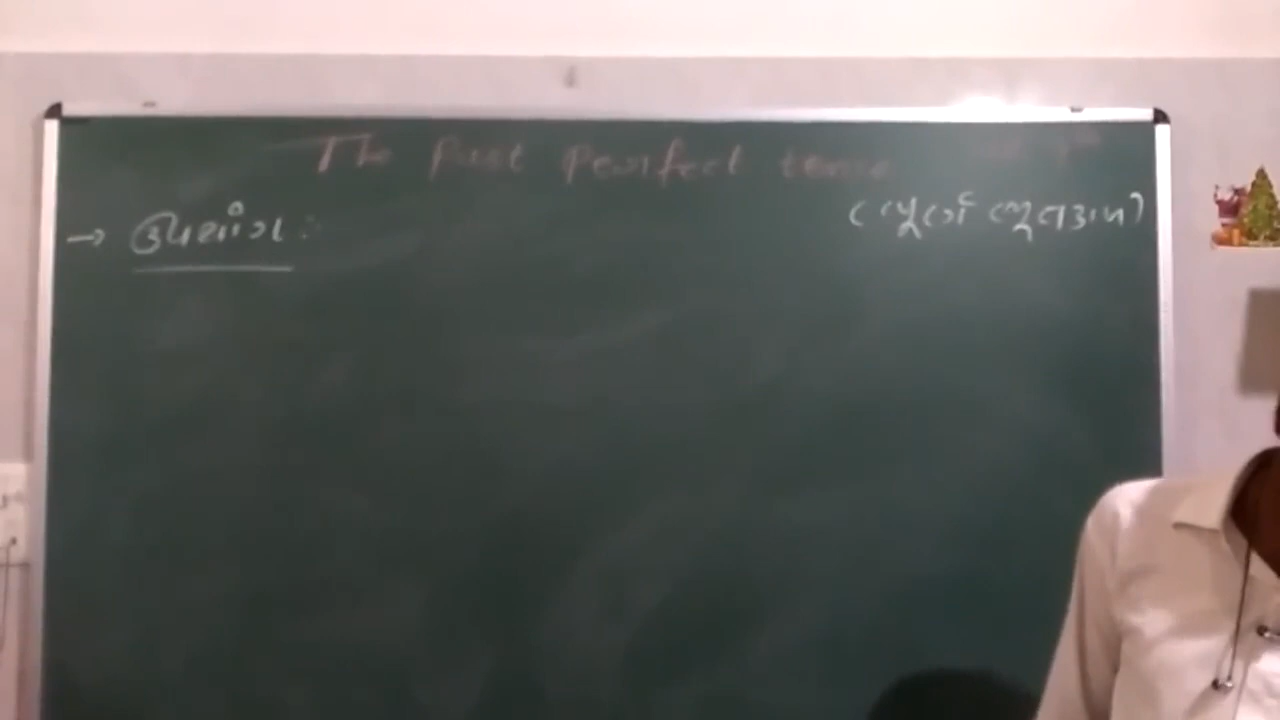 The past perfect tense
(પૂર્ણ ભૂતકાળ)
→ ઉપયોગ :